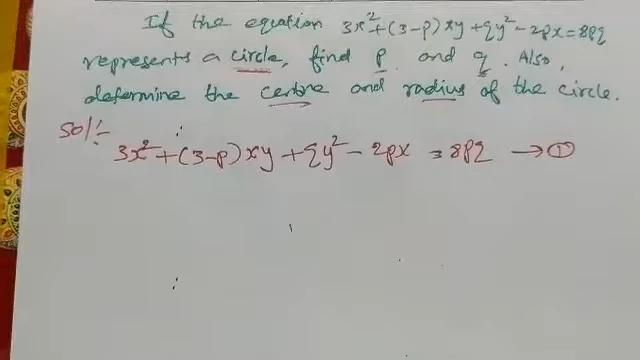 If the equation 3x²+(3-p)xy+qy²-2px=8pq
represents a circle, find p and q. Also,
determine the centre and radius of the circle.
Sol:-
3x²+(3-p)xy+qy²-2px=8pq →①